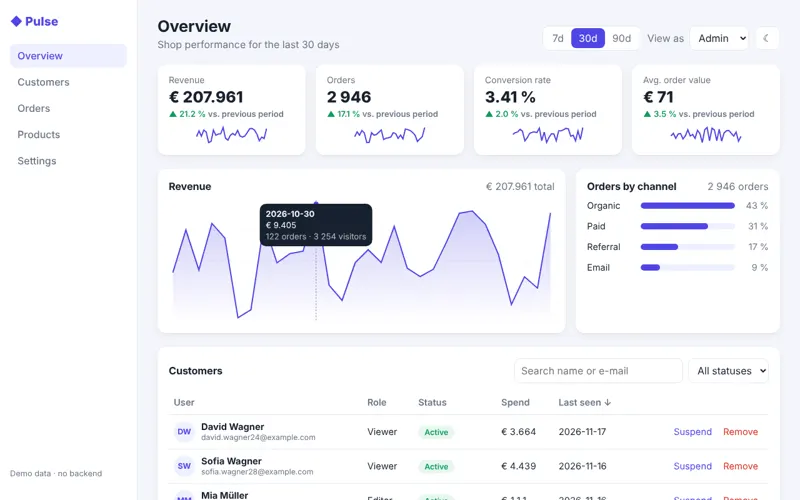 Pulse
Overview
Customers
Orders
Products
Settings
Demo data · no backend
Overview
Shop performance for the last 30 days
7d 30d 90d View as Admin
Revenue
€ 207.961
▲ 21.2 % vs. previous period
Orders
2 946
▲ 17.1 % vs. previous period
Conversion rate
3.41 %
▲ 2.0 % vs. previous period
Avg. order value
€ 71
▲ 3.5 % vs. previous period
Revenue € 207.961 total
2026-10-30
€ 9.405
122 orders · 3 254 visitors
Orders by channel 2 946 orders
Organic 43 %
Paid 31 %
Referral 17 %
Email 9 %
Customers Search name or e-mail All statuses
User Role Status Spend Last seen ↓
DW David Wagner Viewer Active € 3.664 2026-11-17 Suspend Remove
david.wagner24@example.com
SW Sofia Wagner Viewer Active € 4.439 2026-11-16 Suspend Remove
sofia.wagner28@example.com
Mia Müller